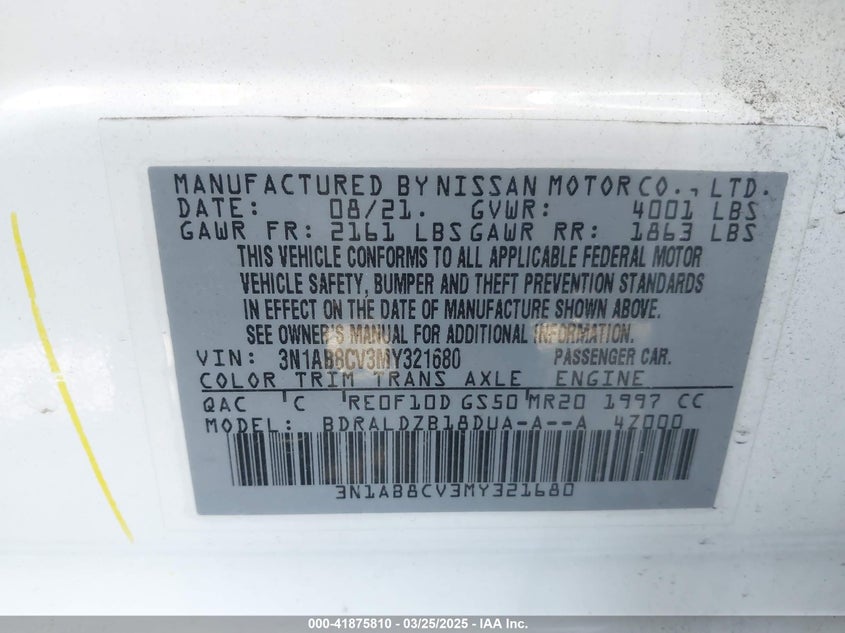 MANUFACTURED BY NISSAN MOTOR CO., LTD.
DATE: 08/21. GVWR: 4001 LBS
GAWR FR: 2161 LBS GAWR RR: 1863 LBS
THIS VEHICLE CONFORMS TO ALL APPLICABLE FEDERAL MOTOR
VEHICLE SAFETY, BUMPER AND THEFT PREVENTION STANDARDS
IN EFFECT ON THE DATE OF MANUFACTURE SHOWN ABOVE.
SEE OWNER'S MANUAL FOR ADDITIONAL INFORMATION.
VIN: 3N1AB8CV3MY321680 PASSENGER CAR.
COLOR TRIM TRANS AXLE ENGINE
QAC C RE0F10D GS50 MR20 1997 CC
MODEL: BDRALDZB18DUA-A--A 47000
3N1AB8CV3MY321680
000-41875810 - 03/25/2025 - IAA Inc.